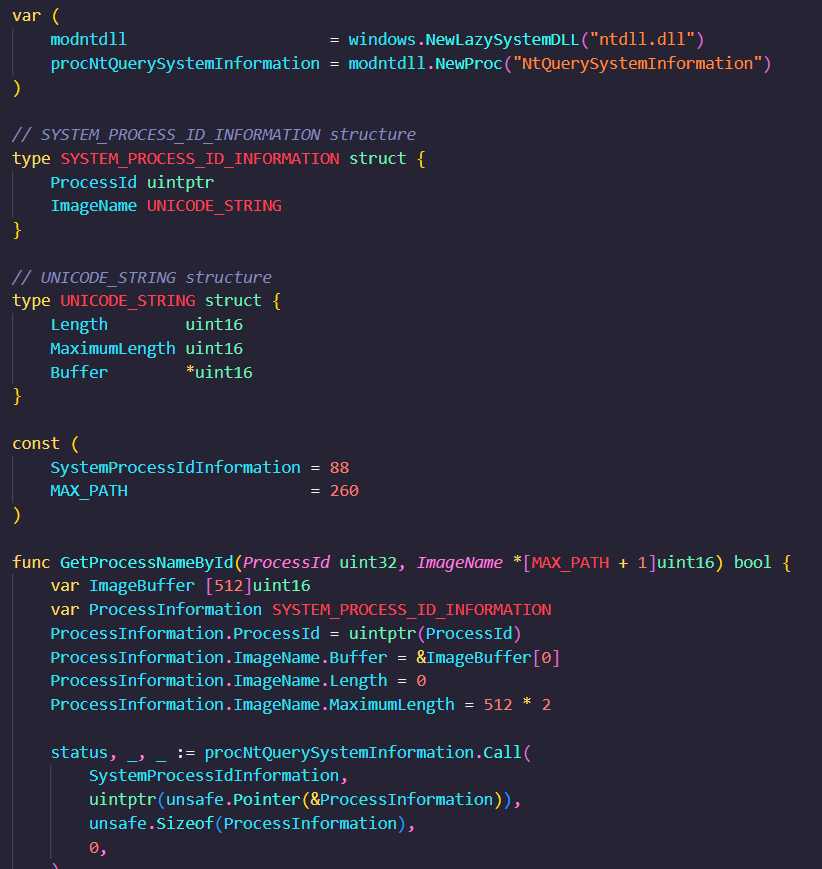 var (
    modntdll                     = windows.NewLazySystemDLL("ntdll.dll")
    procNtQuerySystemInformation = modntdll.NewProc("NtQuerySystemInformation")
)

// SYSTEM_PROCESS_ID_INFORMATION structure
type SYSTEM_PROCESS_ID_INFORMATION struct {
    ProcessId uintptr
    ImageName UNICODE_STRING
}

// UNICODE_STRING structure
type UNICODE_STRING struct {
    Length        uint16
    MaximumLength uint16
    Buffer        *uint16
}

const (
    SystemProcessIdInformation = 88
    MAX_PATH                   = 260
)

func GetProcessNameById(ProcessId uint32, ImageName *[MAX_PATH + 1]uint16) bool {
    var ImageBuffer [512]uint16
    var ProcessInformation SYSTEM_PROCESS_ID_INFORMATION
    ProcessInformation.ProcessId = uintptr(ProcessId)
    ProcessInformation.ImageName.Buffer = &ImageBuffer[0]
    ProcessInformation.ImageName.Length = 0
    ProcessInformation.ImageName.MaximumLength = 512 * 2

    status, _, _ := procNtQuerySystemInformation.Call(
        SystemProcessIdInformation,
        uintptr(unsafe.Pointer(&ProcessInformation)),
        unsafe.Sizeof(ProcessInformation),
        0,